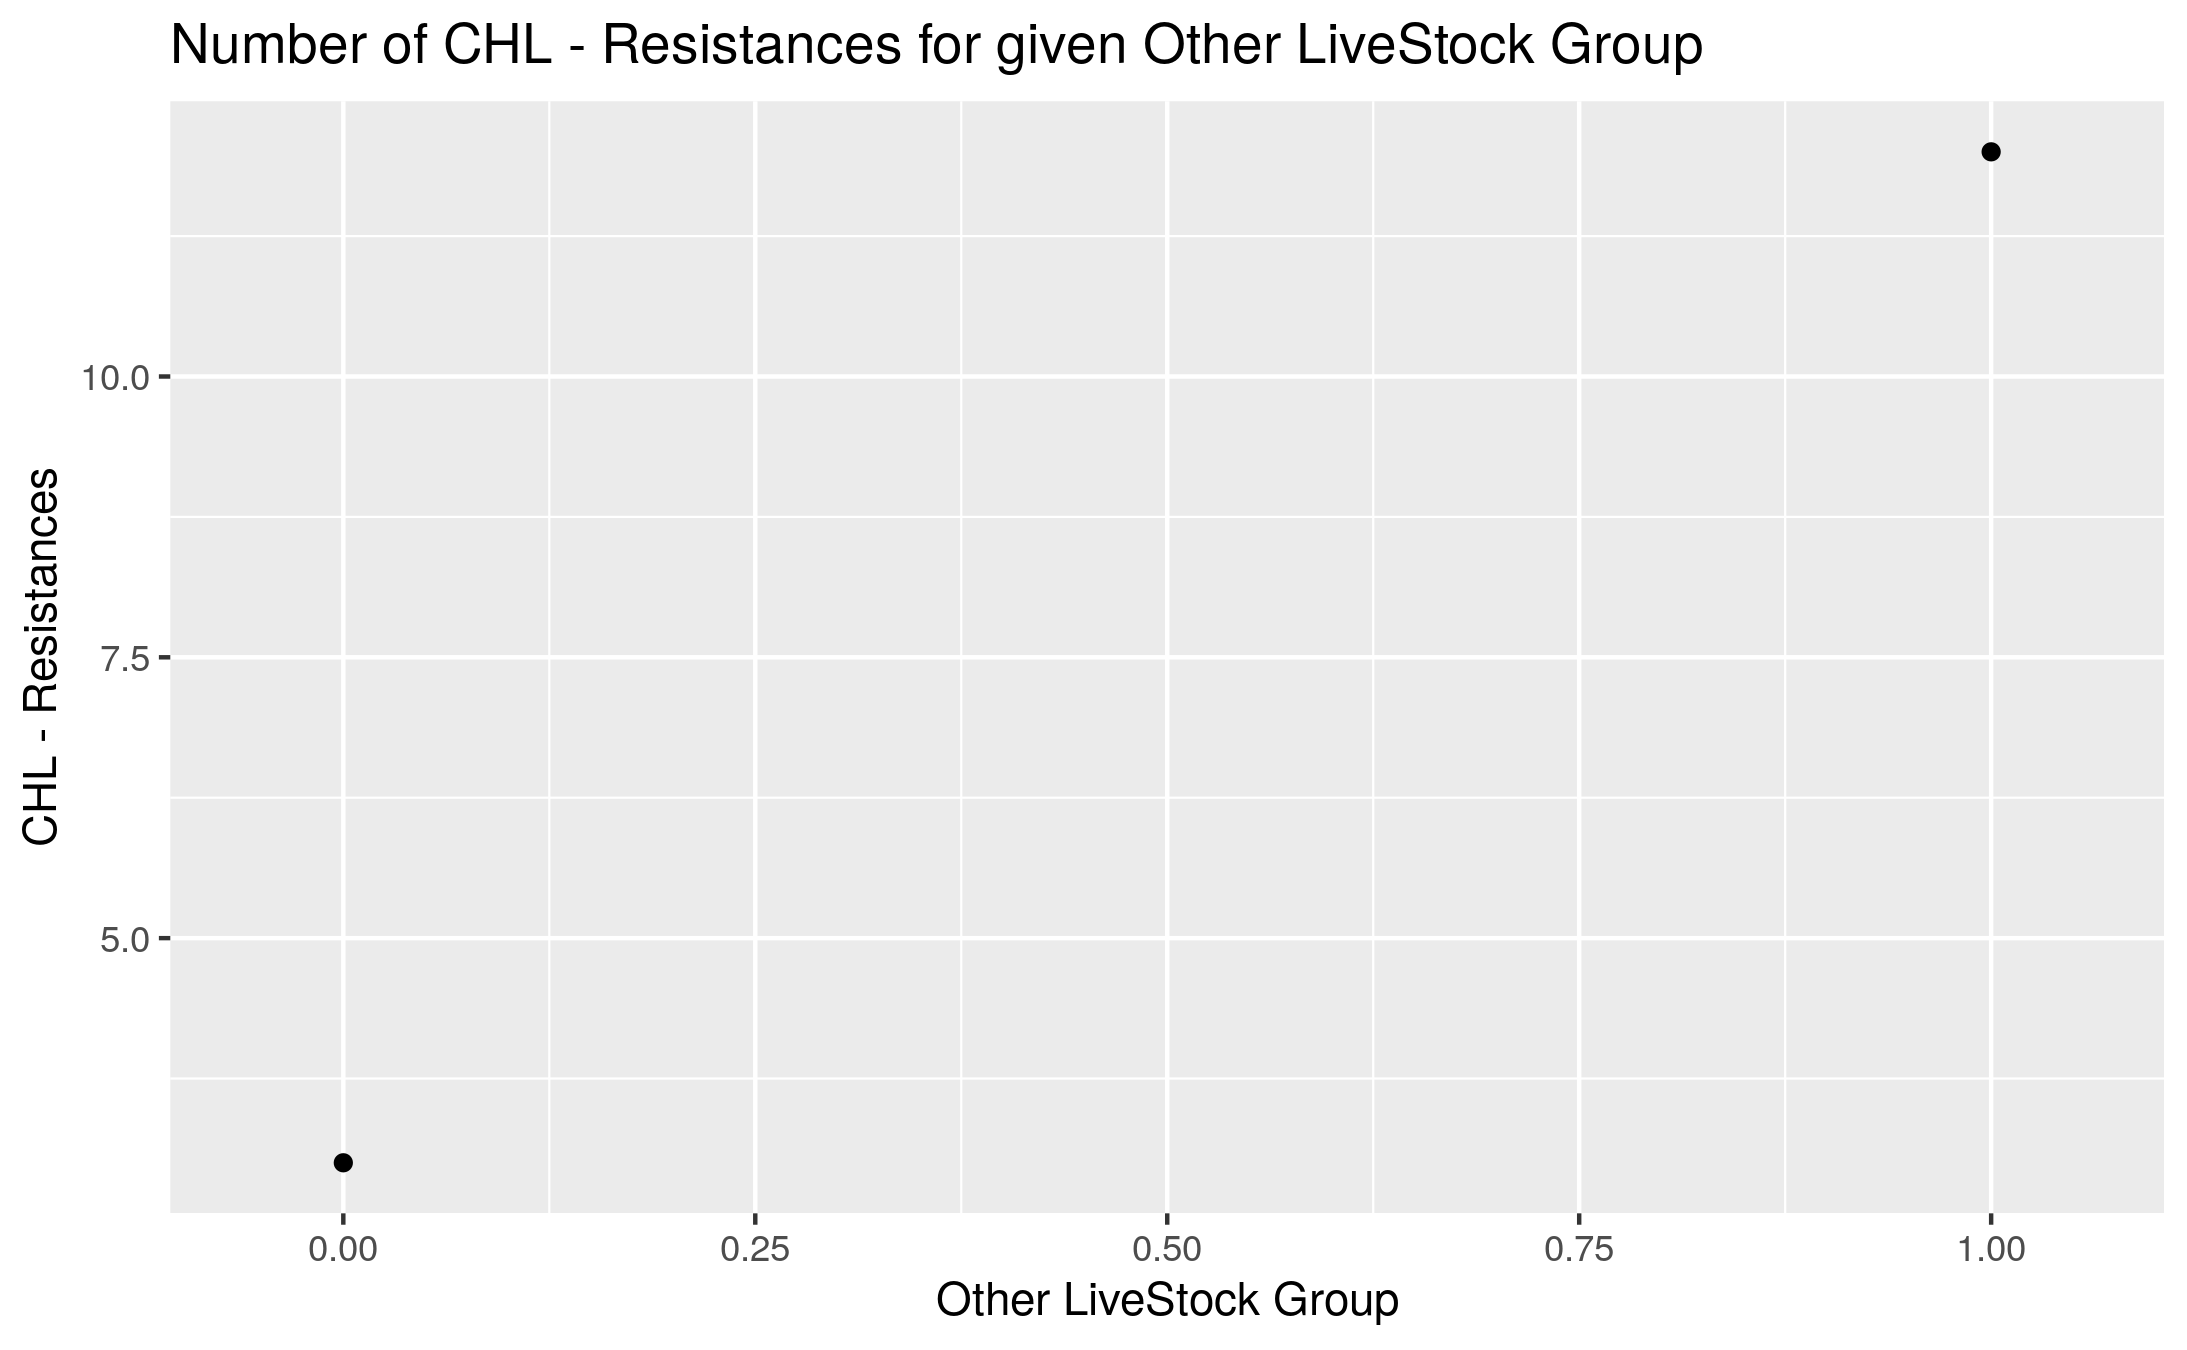 Number of CHL - Resistances for given Other LiveStock Group
CHL - Resistances
10.0
7.5
5.0
0.00 0.25 0.50 0.75 1.00
Other LiveStock Group